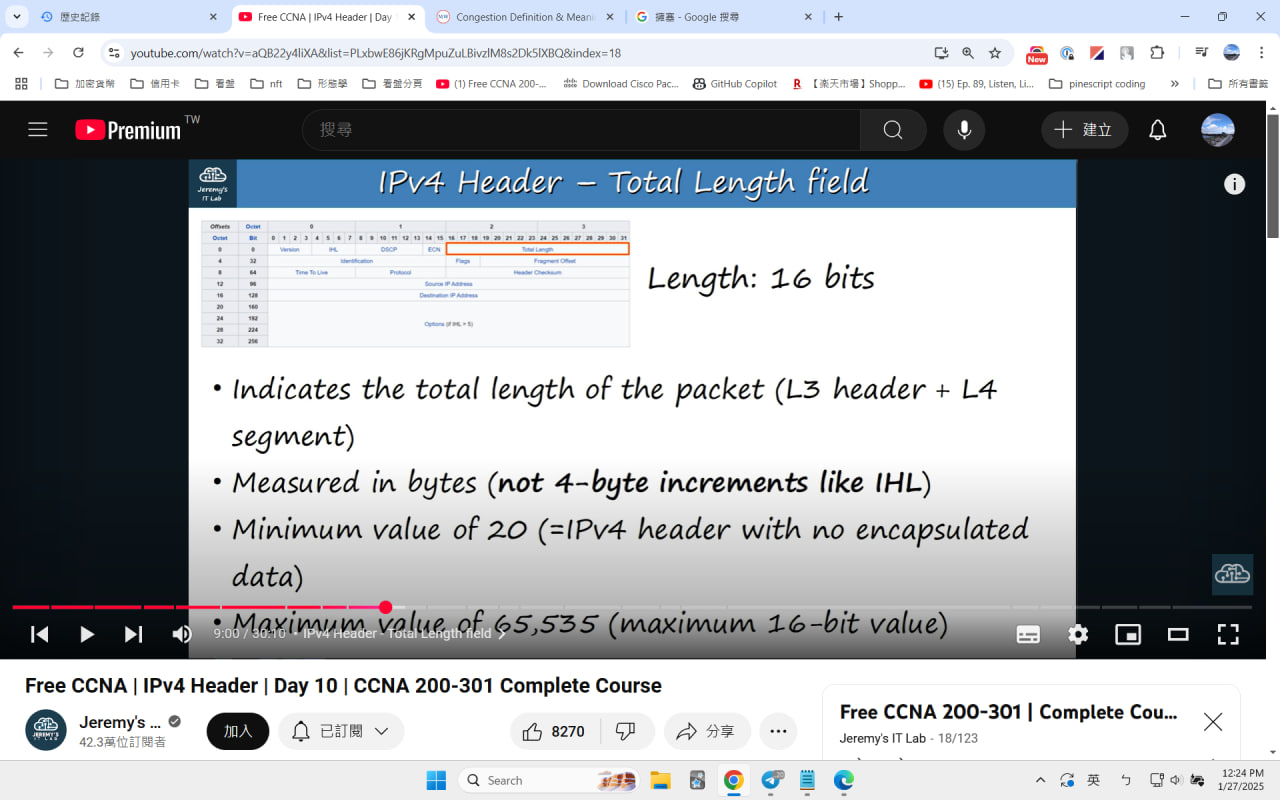 歷史記錄
Free CCNA | IPv4 Header | Day 1
Congestion Definition & Meani
擁塞 - Google 搜尋
youtube.com/watch?v=aQB22y4liXA&list=PLxbwE86jKRgMpuZuLBivzlM8s2Dk5lXBQ&index=18
New
加密貨幣
信用卡
看盤
nft
形態學
看盤分頁
(1) Free CCNA 200-...
Download Cisco Pac...
GitHub Copilot
【楽天市場】Shopp...
(15) Ep. 89, Listen, Li...
pinescript coding
所有書籤
Premium TW
搜尋
建立
Jeremy's
IT Lab
IPv4 Header – Total Length field
Offsets Octet 0 1 2 3
Octet Bit 0 1 2 3 4 5 6 7 8 9 10 11 12 13 14 15 16 17 18 19 20 21 22 23 24 25 26 27 28 29 30 31
0 0 Version IHL DSCP ECN Total Length
4 32 Identification Flags Fragment Offset
8 64 Time To Live Protocol Header Checksum
12 96 Source IP Address
16 128 Destination IP Address
20 160
24 192
Options (if IHL > 5)
28 224
32 256
Length: 16 bits
• Indicates the total length of the packet (L3 header + L4
segment)
• Measured in bytes (not 4-byte increments like IHL)
• Minimum value of 20 (=IPv4 header with no encapsulated
data)
• Maximum value of 65,535 (maximum 16-bit value)
9:00 / 30:10 • IPv4 Header - Total Length field
Free CCNA | IPv4 Header | Day 10 | CCNA 200-301 Complete Course
JEREMY'S
IT LAB
Jeremy's ...
42.3萬位訂閱者
加入
已訂閱
8270
分享
Free CCNA 200-301 | Complete Cou...
Jeremy's IT Lab - 18/123
Search
英
ㄅ
12:24 PM
1/27/2025